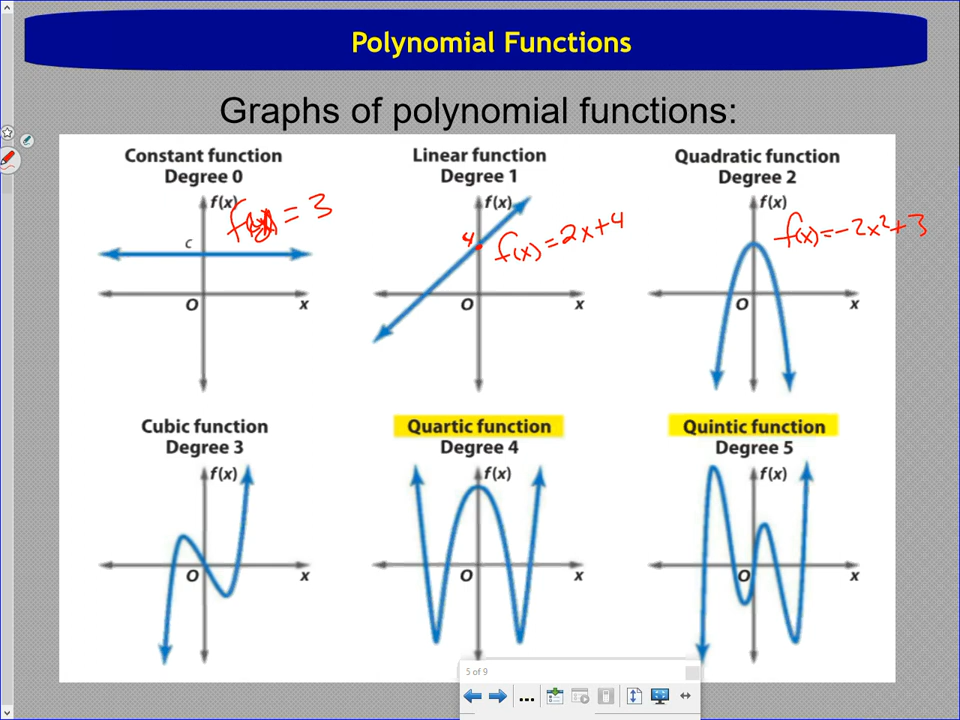 Polynomial Functions
Graphs of polynomial functions:
Constant function
Degree 0
f(x)
= 3
c
O
x
Linear function
Degree 1
f(x)
4
f(x) = 2x + 4
O
x
Quadratic function
Degree 2
f(x)
f(x) = -2x² + 3
O
x
Cubic function
Degree 3
f(x)
O
x
Quartic function
Degree 4
f(x)
O
x
Quintic function
Degree 5
f(x)
O
x
5 of 9
...